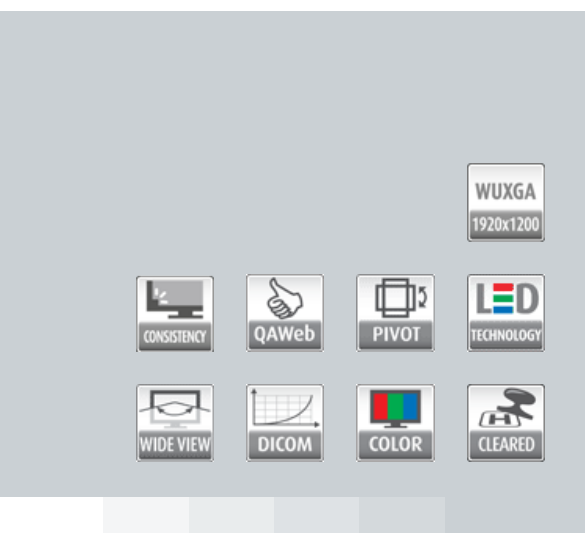 WUXGA
1920x1200
CONSISTENCY
QAWeb
PIVOT
LED
TECHNOLOGY
WIDE VIEW
DICOM
COLOR
H
CLEARED